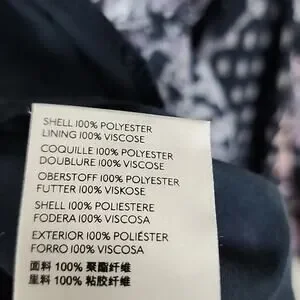 SHELL 100% POLYESTER
LINING 100% VISCOSE
COQUILLE 100% POLYESTER
DOUBLURE 100% VISCOSE
OBERSTOFF 100% POLYESTER
FUTTER 100% VISKOSE
SHELL 100% POLIESTERE
FODERA 100% VISCOSA
EXTERIOR 100% POLIÉSTER
FORRO 100% VISCOSA
面料 100% 聚酯纤维
里料 100% 粘胶纤维